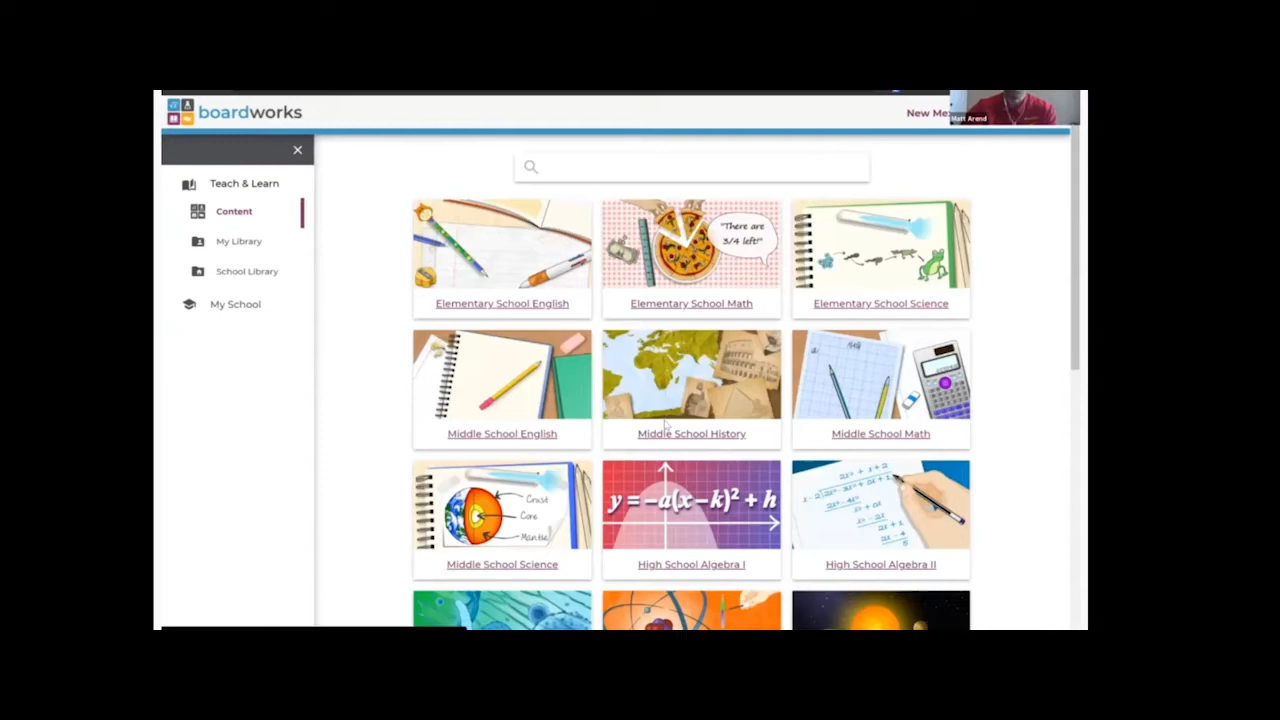 boardworks
New Me
Matt Arend
Teach & Learn
Content
My Library
School Library
My School
"There are
3/4 left!"
Elementary School English
Elementary School Math
Elementary School Science
Middle School English
Middle School History
Middle School Math
Crust
Core
Mantle
y = -a(x-k)² + h
Middle School Science
High School Algebra I
High School Algebra II